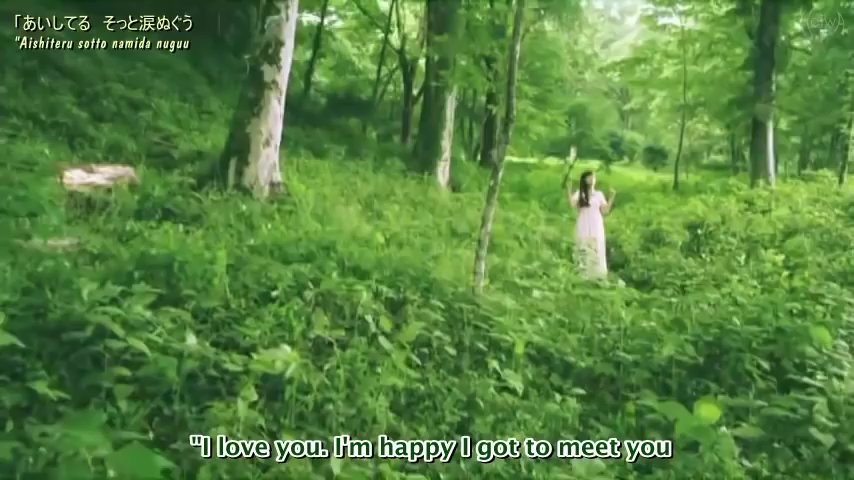 「あいしてる　そっと涙ぬぐう
"Aishiteru sotto namida nuguu
"I love you. I'm happy I got to meet you